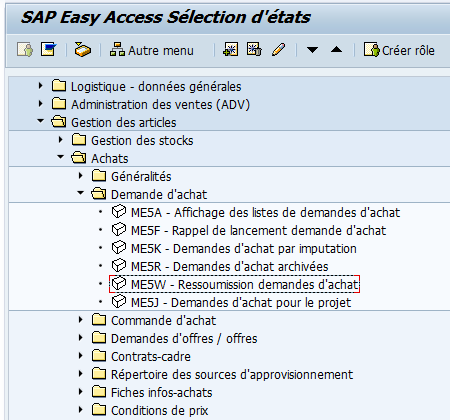 SAP Easy Access Sélection d'états
Autre menu
Créer rôle
Logistique - données générales
Administration des ventes (ADV)
Gestion des articles
Gestion des stocks
Achats
Généralités
Demande d'achat
ME5A - Affichage des listes de demandes d'achat
ME5F - Rappel de lancement demande d'achat
ME5K - Demandes d'achat par imputation
ME5R - Demandes d'achat archivées
ME5W - Ressoumission demandes d'achat
ME5J - Demandes d'achat pour le projet
Commande d'achat
Demandes d'offres / offres
Contrats-cadre
Répertoire des sources d'approvisionnement
Fiches infos-achats
Conditions de prix